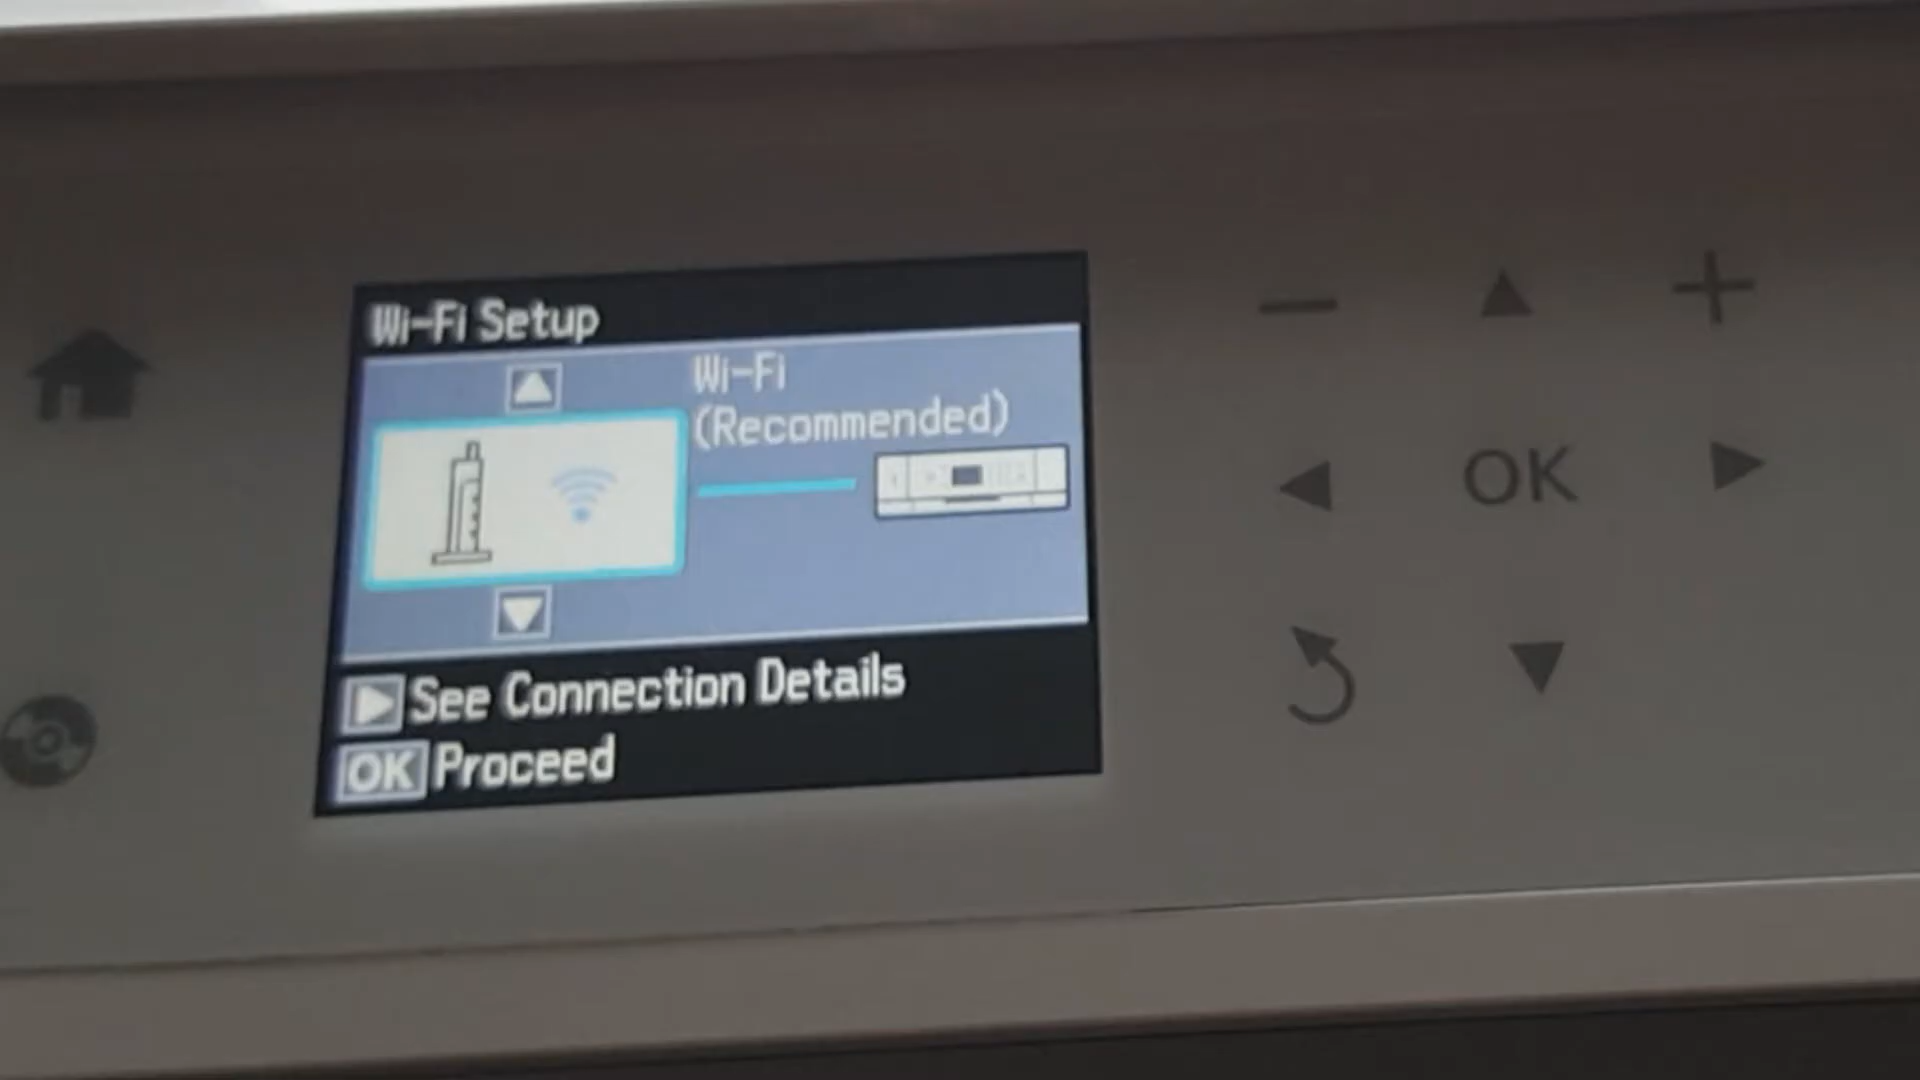 Wi-Fi Setup
Wi-Fi
(Recommended)
See Connection Details
OK Proceed
OK